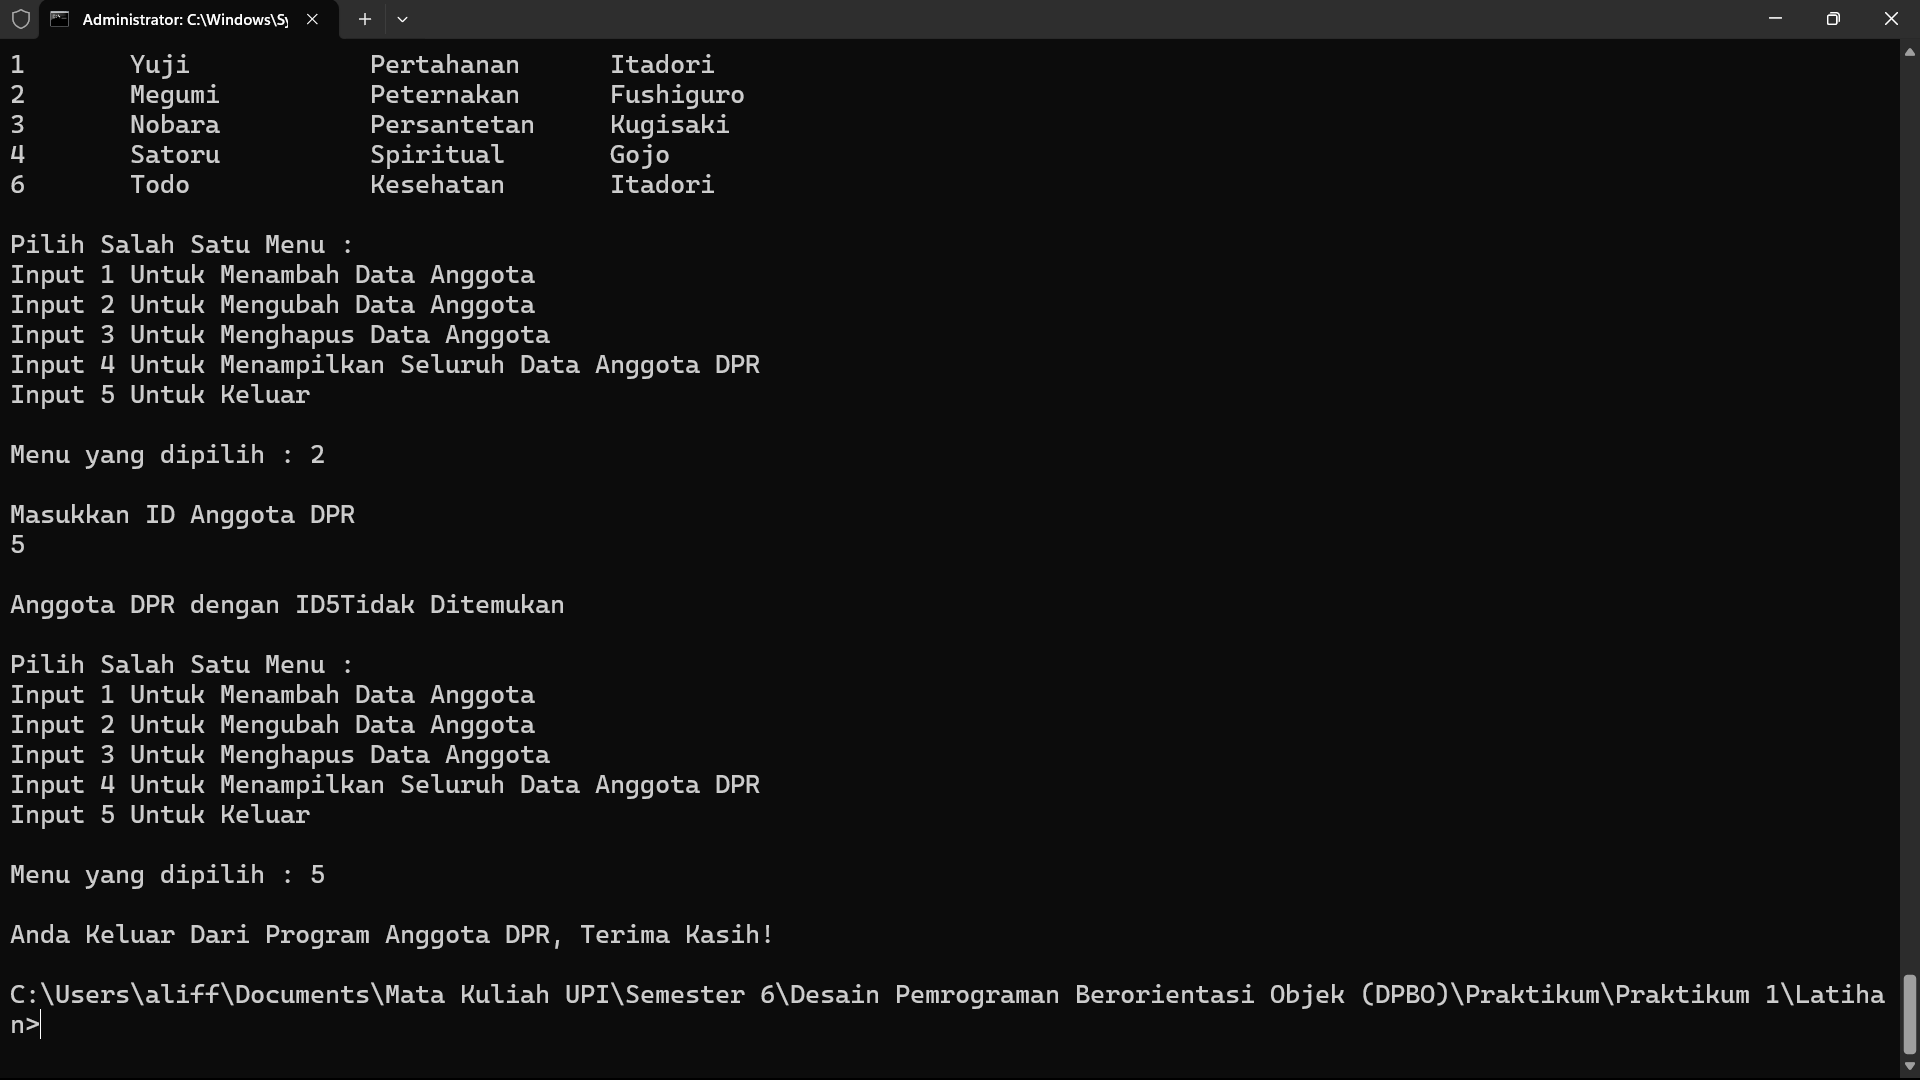 Administrator: C:\Windows\Sy
1 Yuji Pertahanan Itadori
2 Megumi Peternakan Fushiguro
3 Nobara Persantetan Kugisaki
4 Satoru Spiritual Gojo
6 Todo Kesehatan Itadori
Pilih Salah Satu Menu :
Input 1 Untuk Menambah Data Anggota
Input 2 Untuk Mengubah Data Anggota
Input 3 Untuk Menghapus Data Anggota
Input 4 Untuk Menampilkan Seluruh Data Anggota DPR
Input 5 Untuk Keluar
Menu yang dipilih : 2
Masukkan ID Anggota DPR
5
Anggota DPR dengan ID5Tidak Ditemukan
Pilih Salah Satu Menu :
Input 1 Untuk Menambah Data Anggota
Input 2 Untuk Mengubah Data Anggota
Input 3 Untuk Menghapus Data Anggota
Input 4 Untuk Menampilkan Seluruh Data Anggota DPR
Input 5 Untuk Keluar
Menu yang dipilih : 5
Anda Keluar Dari Program Anggota DPR, Terima Kasih!
C:\Users\aliff\Documents\Mata Kuliah UPI\Semester 6\Desain Pemrograman Berorientasi Objek (DPBO)\Praktikum\Praktikum 1\Latiha
n>